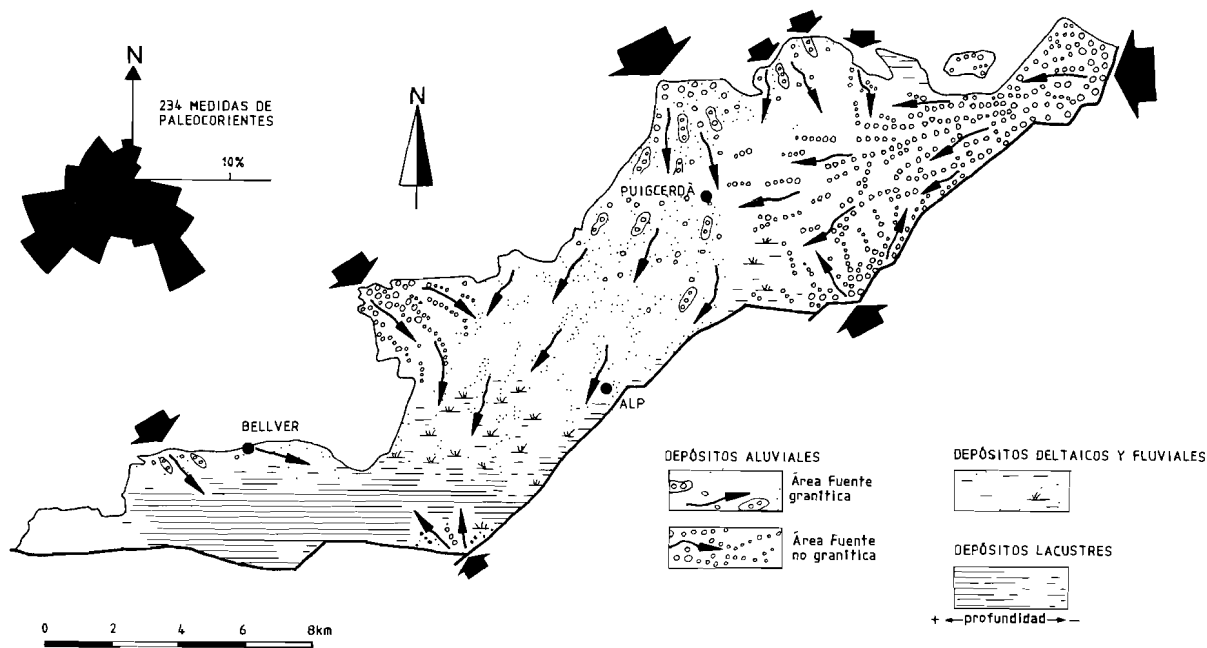 N
234 MEDIDAS DE
PALEOCORIENTES
10%
N
PUIGCERDÀ
ALP
BELLVER
DEPÓSITOS ALUVIALES
Área Fuente
granítica
Área Fuente
no granítica
DEPÓSITOS DELTAICOS Y FLUVIALES
DEPÓSITOS LACUSTRES
+ profundidad -
0 2 4 6 8km